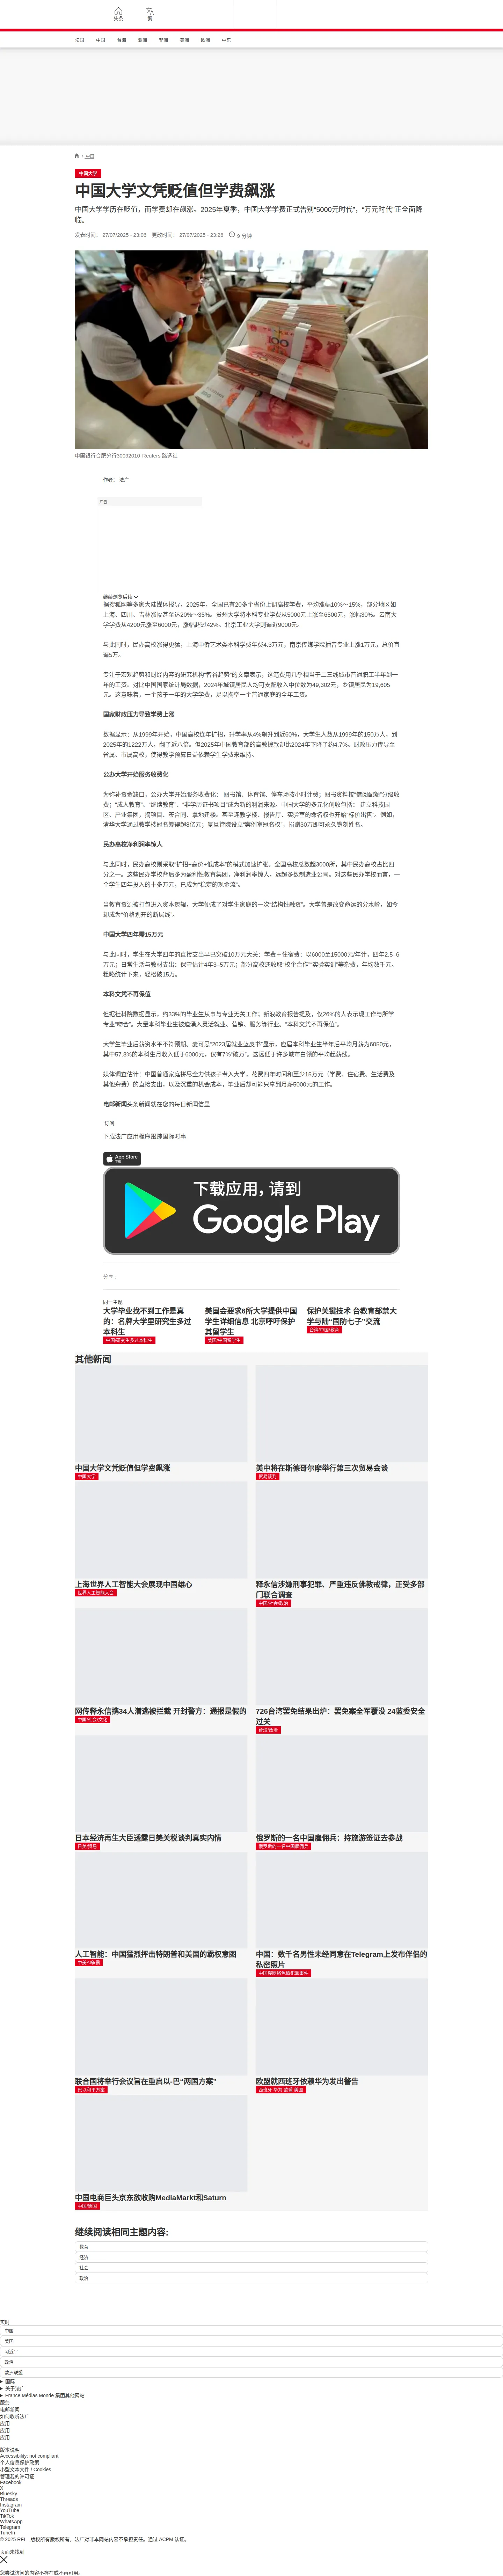 头条
繁
法国
中国
台海
亚洲
非洲
美洲
欧洲
中东
/ 中国
中国大学
中国大学文凭贬值但学费飙涨
中国大学学历在贬值，而学费却在飙涨。2025年夏季，中国大学学费正式告别“5000元时代”，“万元时代”正全面降
临。
发表时间： 27/07/2025 - 23:06 更改时间： 27/07/2025 - 23:26 9 分钟
中国银行合肥分行30092010 Reuters 路透社
作者： 法广
广告
继续浏览后续
据搜狐网等多家大陆媒体报导，2025年，全国已有20多个省份上调高校学费，平均涨幅10%～15%。部分地区如
上海、四川、吉林涨幅甚至达20%～35%。贵州大学将本科专业学费从5000元上涨至6500元，涨幅30%。云南大
学学费从4200元涨至6000元，涨幅超过42%。北京工业大学则逼近9000元。
与此同时，民办高校涨得更猛，上海中侨艺术类本科学费年费4.3万元，南京传媒学院播音专业上涨1万元，总价直
逼5万。
专注于宏观趋势和财经内容的研究机构“智谷趋势”的文章表示，这笔费用几乎相当于二三线城市普通职工半年到一
年的工资。对比中国国家统计局数据，2024年城镇居民人均可支配收入中位数为49,302元，乡镇居民为19,605
元。这意味着，一个孩子一年的大学学费，足以掏空一个普通家庭的全年工资。
国家财政压力导致学费上涨
数据显示：从1999年开始，中国高校连年扩招，升学率从4%飙升到近60%，大学生人数从1999年的150万人，到
2025年的1222万人，翻了近八倍。但2025年中国教育部的高教拨款却比2024年下降了约4.7%。财政压力传导至
省属、市属高校，使得教学预算日益依赖学生学费来维持。
公办大学开始服务收费化
为弥补资金缺口，公办大学开始服务收费化： 图书馆、体育馆、停车场按小时计费；图书资料按“借阅配额”分级收
费；“成人教育”、“继续教育”、“非学历证书项目”成为新的利润来源。中国大学的多元化创收包括： 建立科技园
区、产业集团，搞项目、签合同、拿地建楼。甚至连教学楼、报告厅、实验室的命名权也开始“标价出售”。例如，
清华大学通过教学楼冠名筹得超8亿元；复旦管院设立“案例室冠名权”，捐赠30万即可永久镌刻姓名。
民办高校净利润率惊人
与此同时，民办高校则采取“扩招+高价+低成本”的模式加速扩张。全国高校总数超3000所，其中民办高校占比四
分之一。这些民办学校背后多为盈利性教育集团，净利润率惊人，远超多数制造业公司。对这些民办学校而言，一
个学生四年投入的十多万元，已成为“稳定的现金流”。
当教育资源被打包进入资本逻辑，大学便成了对学生家庭的一次“结构性融资”。大学曾是改变命运的分水岭，如今
却成为“价格划开的断层线”。
中国大学四年需15万元
与此同时，学生在大学四年的直接支出早已突破10万元大关：学费＋住宿费：以6000至15000元/年计，四年2.5–6
万元；日常生活与教材支出：保守估计4年3–5万元；部分高校还收取“校企合作”“实验实训”等杂费，年均数千元。
粗略统计下来，轻松破15万。
本科文凭不再保值
但据社科院数据显示，约33%的毕业生从事与专业无关工作；新浪教育报告提及，仅26%的人表示现工作与所学
专业“吻合”。大量本科毕业生被迫涌入灵活就业、营销、服务等行业。“本科文凭不再保值”。
大学生毕业后薪资水平不符预期。麦可思“2023届就业蓝皮书”显示，应届本科毕业生半年后平均月薪为6050元，
其中57.8%的本科生月收入低于6000元，仅有7%“破万”。这远低于许多城市白领的平均起薪线。
媒体调查估计：中国普通家庭拼尽全力供孩子考入大学，花费四年时间和至少15万元（学费、住宿费、生活费及
其他杂费）的直接支出，以及沉重的机会成本，毕业后却可能只拿到月薪5000元的工作。
电邮新闻头条新闻就在您的每日新闻信里
订阅
下载法广应用程序跟踪国际时事
App Store
下载应用，请到
Google Play
分享 :
同一主题
大学毕业找不到工作是真
的：名牌大学里研究生多过
本科生
中国/研究生多过本科生
美国会要求6所大学提供中国
学生详细信息 北京呼吁保护
其留学生
美国/中国留学生
保护关键技术 台教育部禁大
学与陆“国防七子”交流
台湾/中国/教育
其他新闻
中国大学文凭贬值但学费飙涨
中国大学
美中将在斯德哥尔摩举行第三次贸易会谈
贸易谈判
上海世界人工智能大会展现中国雄心
世界人工智能大会
释永信涉嫌刑事犯罪、严重违反佛教戒律，正受多部
门联合调查
中国/社会/政治
网传释永信携34人潜逃被拦截 开封警方：通报是假的
中国/社会/文化
726台湾罢免结果出炉：罢免案全军覆没 24蓝委安全
过关
台湾/政治
日本经济再生大臣透露日美关税谈判真实内情
日美/贸易
俄罗斯的一名中国雇佣兵：持旅游签证去参战
俄罗斯的一名中国雇佣兵
人工智能：中国猛烈抨击特朗普和美国的霸权意图
中美AI争霸
中国：数千名男性未经同意在Telegram上发布伴侣的
私密照片
中国爆网络色情犯罪事件
联合国将举行会议旨在重启以-巴“两国方案”
巴以和平方案
欧盟就西班牙依赖华为发出警告
西班牙 华为 欧盟 美国
中国电商巨头京东欲收购MediaMarkt和Saturn
中国/德国
继续阅读相同主题内容:
教育
经济
社会
政治
实时
中国
美国
习近平
政治
欧洲联盟
国际
关于法广
France Médias Monde 集团其他网站
服务
电邮新闻
如何收听法广
应用
应用
应用
版本说明
Accessibility: not compliant
个人信息保护政策
小型文本文件 / Cookies
管理我的许可证
Facebook
X
Bluesky
Threads
Instagram
YouTube
TikTok
WhatsApp
Telegram
TuneIn
© 2025 RFI – 版权所有版权所有。法广对非本网站内容不承担责任。通过 ACPM 认证。
页面未找到
您尝试访问的内容不存在或不再可用。